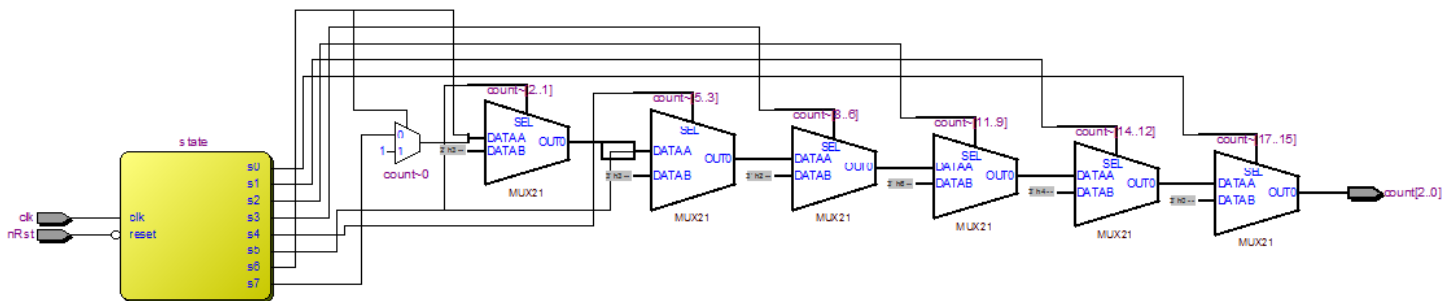 state
clk
nRst
clk
reset
s0
s1
s2
s3
s4
s5
s6
s7
0
1
1
count~0
count~[2..1]
SEL
DATAA
DATAB
OUT0
MUX21
count~[5..3]
SEL
DATAA
DATAB
OUT0
MUX21
count~[8..6]
SEL
DATAA
DATAB
OUT0
MUX21
count~[11..9]
SEL
DATAA
DATAB
OUT0
MUX21
count~[14..12]
SEL
DATAA
DATAB
OUT0
MUX21
count~[17..15]
SEL
DATAA
DATAB
OUT0
MUX21
count[2..0]